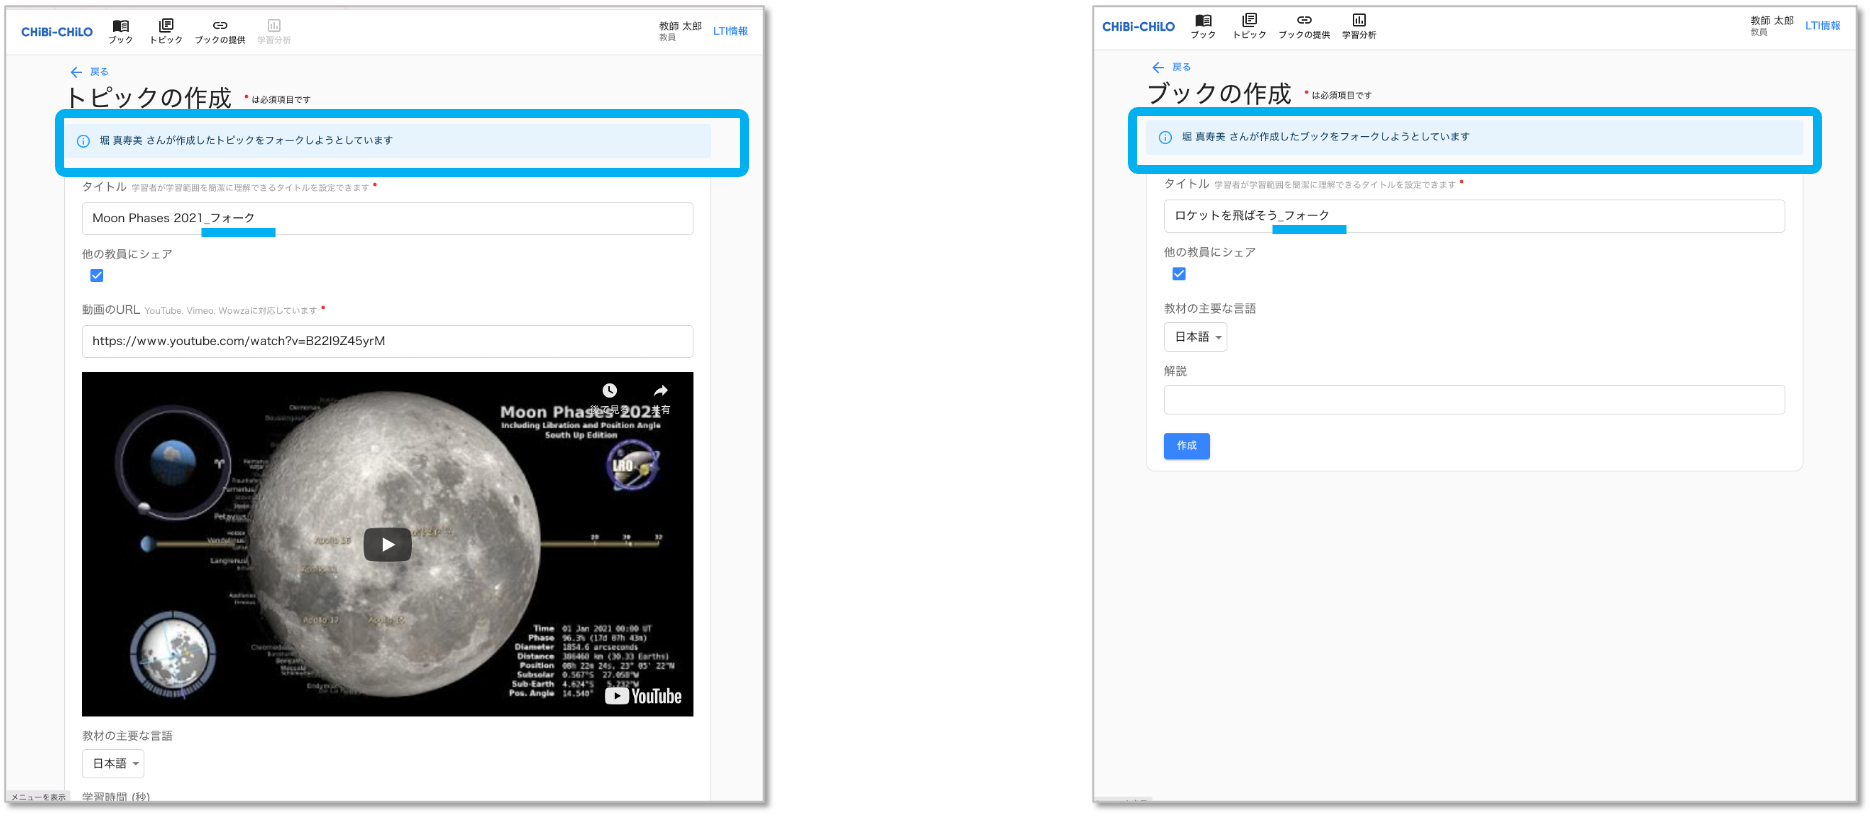 CHiBi-CHiLO
ブック
トピック
ブックの提供
学習分析
教師 太郎
教員
LTI情報
戻る
トピックの作成 * は必須項目です
堀 真寿美 さんが作成したトピックをフォークしようとしています
タイトル 学習者が学習範囲を簡潔に理解できるタイトルを設定できます *
Moon Phases 2021_フォーク
他の教員にシェア
動画のURL YouTube, Vimeo, Wowzaに対応しています *
https://www.youtube.com/watch?v=B22I9Z45yrM
後で見る
共有
Moon Phases 2021
Including Libration and Position Angle
South Up Edition
LRO
28 30 32
Apollo 17
Time 01 Jan 2021 00:00 UT
Phase 96.3% (17d 07h 43m)
Diameter 1854.6 arcseconds
Distance 386460 km (30.33 Earths)
Position 08h 22m 24s, 23° 05' 22"N
Subsolar 0.567°S 27.058°W
Sub-Earth 4.624°S 5.232°W
Pos. Angle 14.540°
YouTube
教材の主要な言語
日本語
学習時間 (秒)
メニューを表示
CHiBi-CHiLO
ブック
トピック
ブックの提供
学習分析
教師 太郎
教員
LTI情報
戻る
ブックの作成 * は必須項目です
堀 真寿美 さんが作成したブックをフォークしようとしています
タイトル 学習者が学習範囲を簡潔に理解できるタイトルを設定できます *
ロケットを飛ばそう_フォーク
他の教員にシェア
教材の主要な言語
日本語
解説
作成